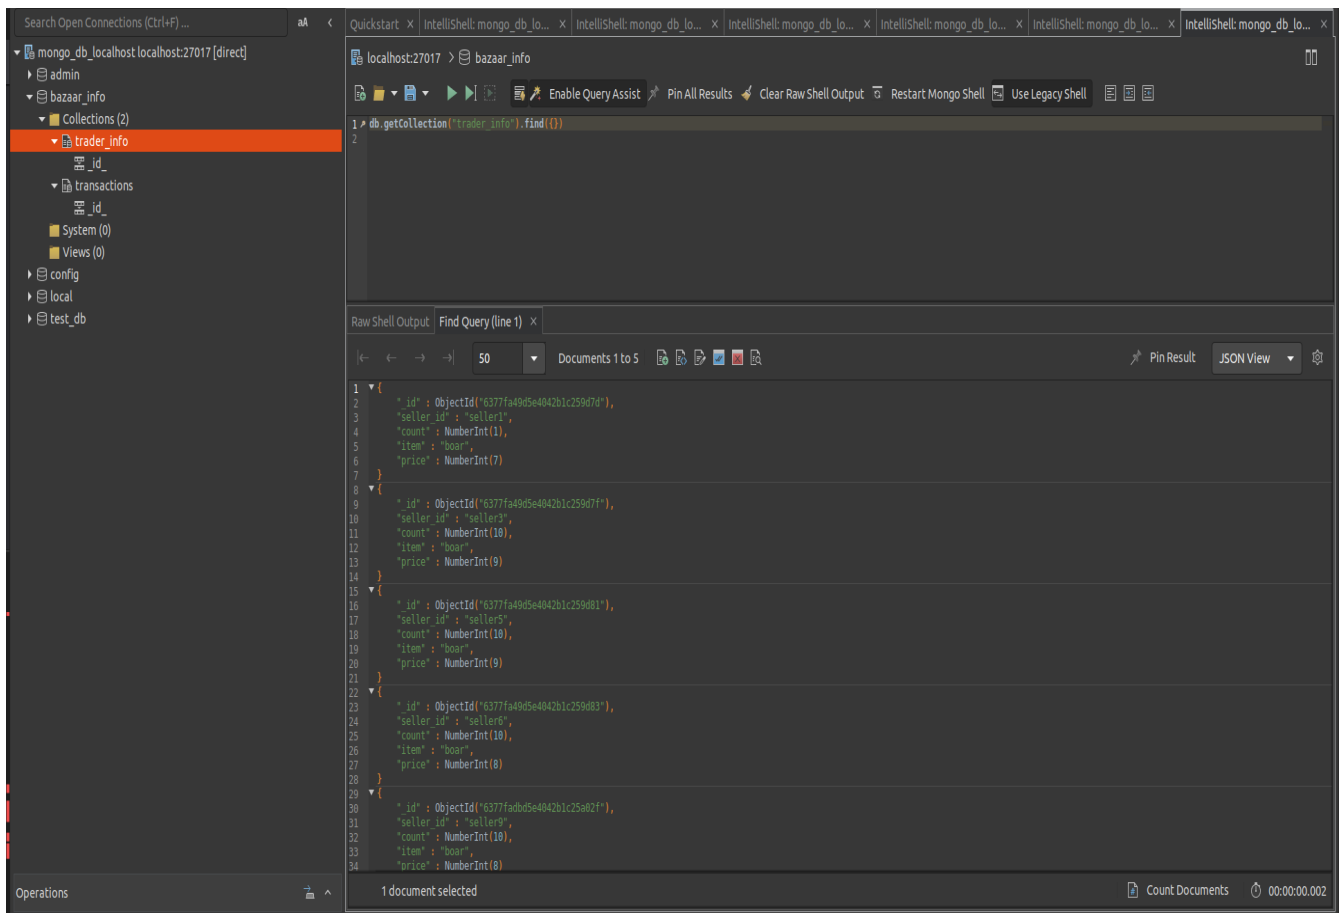 Search Open Connections (Ctrl+F) ... aA
mongo_db_localhost localhost:27017 [direct]
admin
bazaar_info
Collections (2)
trader_info
_id_
transactions
_id_
System (0)
Views (0)
config
local
test_db
Operations
Quickstart × IntelliShell: mongo_db_lo... × IntelliShell: mongo_db_lo... × IntelliShell: mongo_db_lo... × IntelliShell: mongo_db_lo... × IntelliShell: mongo_db_lo... × IntelliShell: mongo_db_lo... ×
localhost:27017 > bazaar_info
Enable Query Assist Pin All Results Clear Raw Shell Output Restart Mongo Shell Use Legacy Shell
1 db.getCollection("trader_info").find({})
2
Raw Shell Output Find Query (line 1) ×
50 Documents 1 to 5 Pin Result JSON View
1 {
2 "_id" : ObjectId("6377fa49d5e4042b1c259d7d"),
3 "seller_id" : "seller1",
4 "count" : NumberInt(1),
5 "item" : "boar",
6 "price" : NumberInt(7)
7 }
8 {
9 "_id" : ObjectId("6377fa49d5e4042b1c259d7f"),
10 "seller_id" : "seller3",
11 "count" : NumberInt(10),
12 "item" : "boar",
13 "price" : NumberInt(9)
14 }
15 {
16 "_id" : ObjectId("6377fa49d5e4042b1c259d81"),
17 "seller_id" : "seller5",
18 "count" : NumberInt(10),
19 "item" : "boar",
20 "price" : NumberInt(9)
21 }
22 {
23 "_id" : ObjectId("6377fa49d5e4042b1c259d83"),
24 "seller_id" : "seller6",
25 "count" : NumberInt(10),
26 "item" : "boar",
27 "price" : NumberInt(8)
28 }
29 {
30 "_id" : ObjectId("6377fadbd5e4042b1c25a02f"),
31 "seller_id" : "seller9",
32 "count" : NumberInt(10),
33 "item" : "boar",
34 "price" : NumberInt(8)
1 document selected Count Documents 00:00:00.002